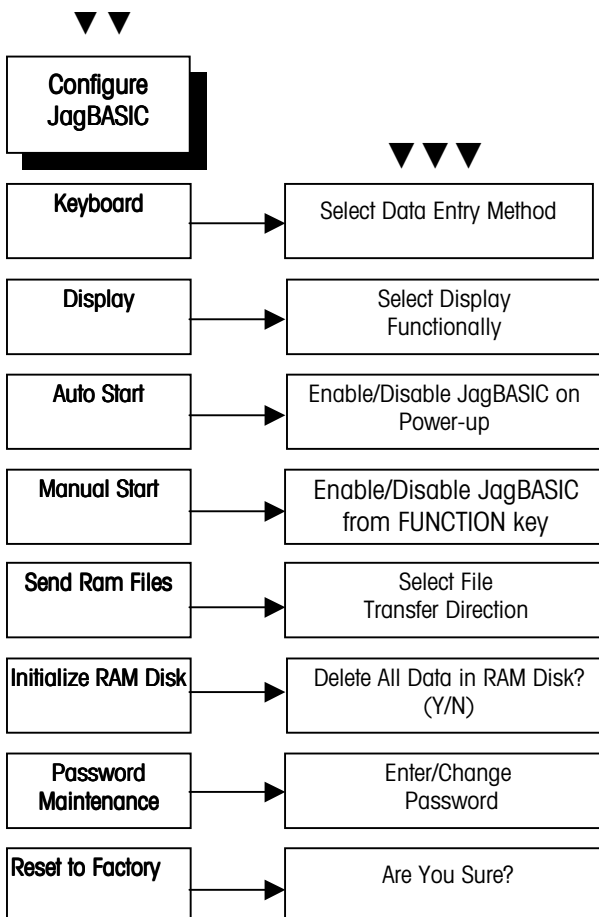 Configure
JagBASIC
Keyboard
Select Data Entry Method
Display
Select Display
Functionally
Auto Start
Enable/Disable JagBASIC on
Power-up
Manual Start
Enable/Disable JagBASIC
from FUNCTION key
Send Ram Files
Select File
Transfer Direction
Initialize RAM Disk
Delete All Data in RAM Disk?
(Y/N)
Password
Maintenance
Enter/Change
Password
Reset to Factory
Are You Sure?